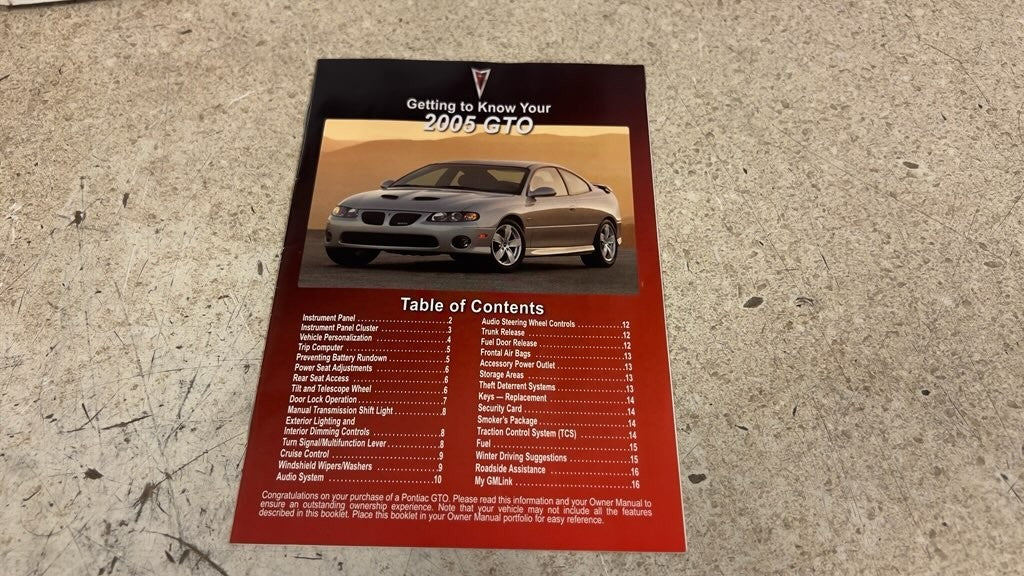 Getting to Know Your
2005 GTO
Table of Contents
Instrument Panel . . . . . . . . . . . . . . . . . . . . . .2
Instrument Panel Cluster . . . . . . . . . . . . . . . .3
Vehicle Personalization . . . . . . . . . . . . . . . . .4
Trip Computer . . . . . . . . . . . . . . . . . . . . . . . .5
Preventing Battery Rundown . . . . . . . . . . . . .5
Power Seat Adjustments . . . . . . . . . . . . . . . .6
Rear Seat Access . . . . . . . . . . . . . . . . . . . . .6
Tilt and Telescope Wheel . . . . . . . . . . . . . . . .6
Door Lock Operation . . . . . . . . . . . . . . . . . . .7
Manual Transmission Shift Light . . . . . . . . . . .8
Exterior Lighting and
Interior Dimming Controls . . . . . . . . . . . . . . .8
Turn Signal/Multifunction Lever . . . . . . . . . . .8
Cruise Control . . . . . . . . . . . . . . . . . . . . . . . .9
Windshield Wipers/Washers . . . . . . . . . . . . .9
Audio System . . . . . . . . . . . . . . . . . . . . . . .10
Audio Steering Wheel Controls . . . . . . . . . .12
Trunk Release . . . . . . . . . . . . . . . . . . . . . .12
Fuel Door Release . . . . . . . . . . . . . . . . . . .12
Frontal Air Bags . . . . . . . . . . . . . . . . . . . . .13
Accessory Power Outlet . . . . . . . . . . . . . . .13
Storage Areas . . . . . . . . . . . . . . . . . . . . . .13
Theft Deterrent Systems . . . . . . . . . . . . . . .13
Keys — Replacement . . . . . . . . . . . . . . . . .14
Security Card . . . . . . . . . . . . . . . . . . . . . . .14
Smoker's Package . . . . . . . . . . . . . . . . . . .14
Traction Control System (TCS) . . . . . . . . . .14
Fuel . . . . . . . . . . . . . . . . . . . . . . . . . . . . . .15
Winter Driving Suggestions . . . . . . . . . . . . .15
Roadside Assistance . . . . . . . . . . . . . . . . .16
My GMLink . . . . . . . . . . . . . . . . . . . . . . . .16
Congratulations on your purchase of a Pontiac GTO. Please read this information and your Owner Manual to
ensure an outstanding ownership experience. Note that your vehicle may not include all the features
described in this booklet. Place this booklet in your Owner Manual portfolio for easy reference.